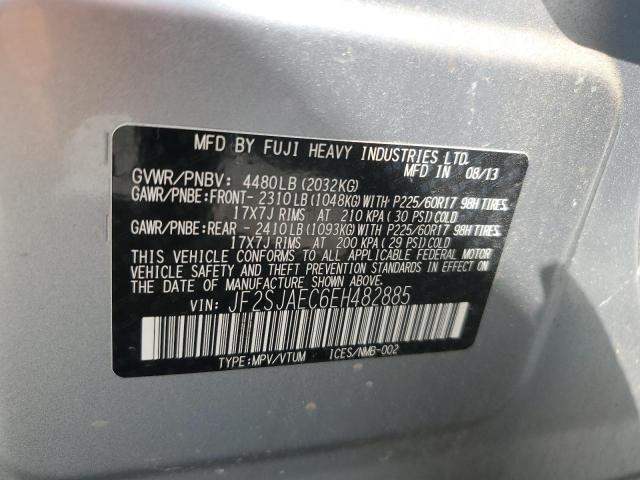 MFD BY FUJI HEAVY INDUSTRIES LTD.
MFD IN 08/13
GVWR/PNBV: 4480LB (2032KG)
GAWR/PNBE:FRONT- 2310LB (1048KG) WITH P225/60R17 98H TIRES,
17X7J RIMS AT 210 KPA (30 PSI) COLD
GAWR/PNBE:REAR - 2410LB (1093KG) WITH P225/60R17 98H TIRES,
17X7J RIMS AT 200 KPA (29 PSI) COLD
THIS VEHICLE CONFORMS TO ALL APPLICABLE FEDERAL MOTOR
VEHICLE SAFETY AND THEFT PREVENTION STANDARDS IN EFFECT
ON THE DATE OF MANUFACTURE SHOWN ABOVE.
VIN: JF2SJAEC6EH482885
TYPE:MPV/VTUM ICES/NMB-002